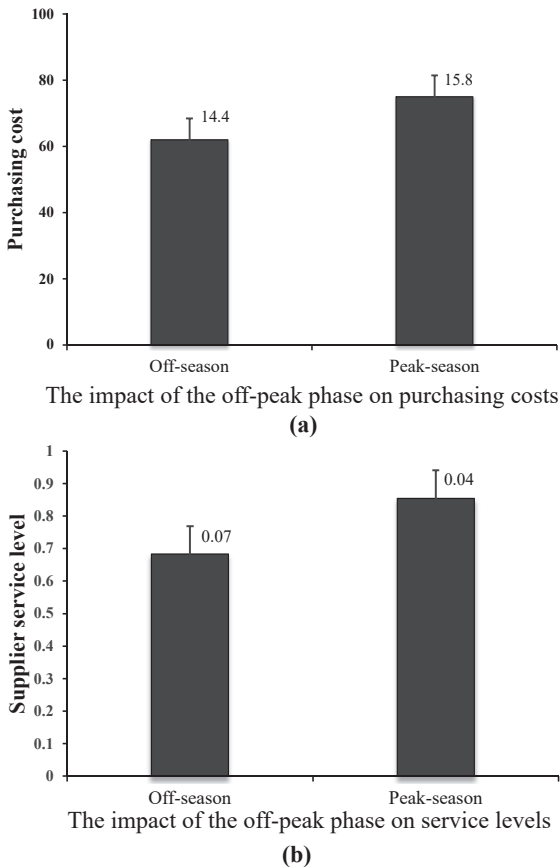 100
80
60
40
20
0
Purchasing cost
14.4
15.8
Off-season
Peak-season
The impact of the off-peak phase on purchasing costs
(a)
1
0.9
0.8
0.7
0.6
0.5
0.4
0.3
0.2
0.1
0
Supplier service level
0.07
0.04
Off-season
Peak-season
The impact of the off-peak phase on service levels
(b)